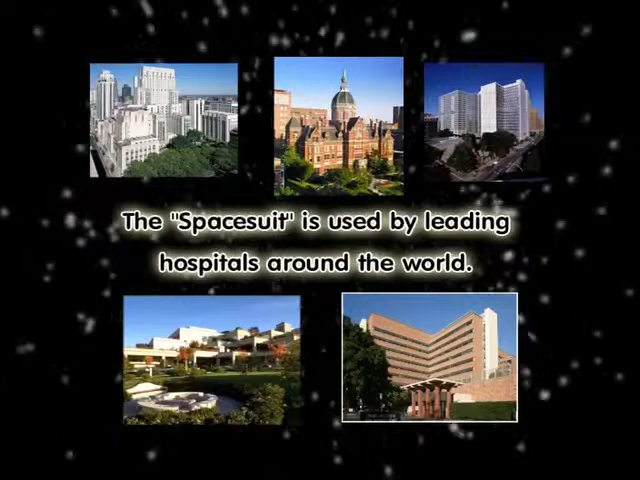 The "Spacesuit" is used by leading
hospitals around the world.